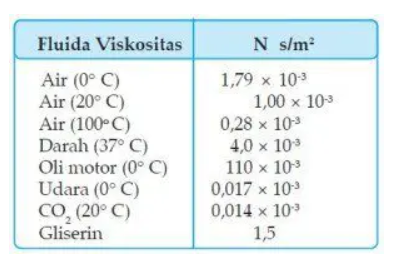 Fluida Viskositas N s/m²
Air (0° C) 1,79 × 10⁻³
Air (20° C) 1,00 × 10⁻³
Air (100° C) 0,28 × 10⁻³
Darah (37° C) 4,0 × 10⁻³
Oli motor (0° C) 110 × 10⁻³
Udara (0° C) 0,017 × 10⁻³
CO₂ (20° C) 0,014 × 10⁻³
Gliserin 1,5